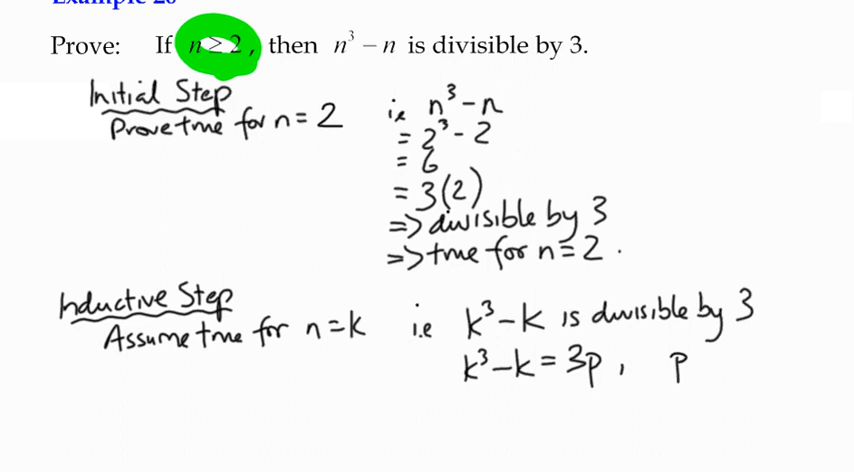 Prove: If n ≥ 2, then n³ − n is divisible by 3.
Initial Step
Prove true for n = 2
ie n³ - n
= 2³ - 2
= 6
= 3(2)
=> divisible by 3
=> true for n = 2 .
Inductive Step
Assume true for n = k
i.e k³ - k is divisible by 3
k³ - k = 3p , p